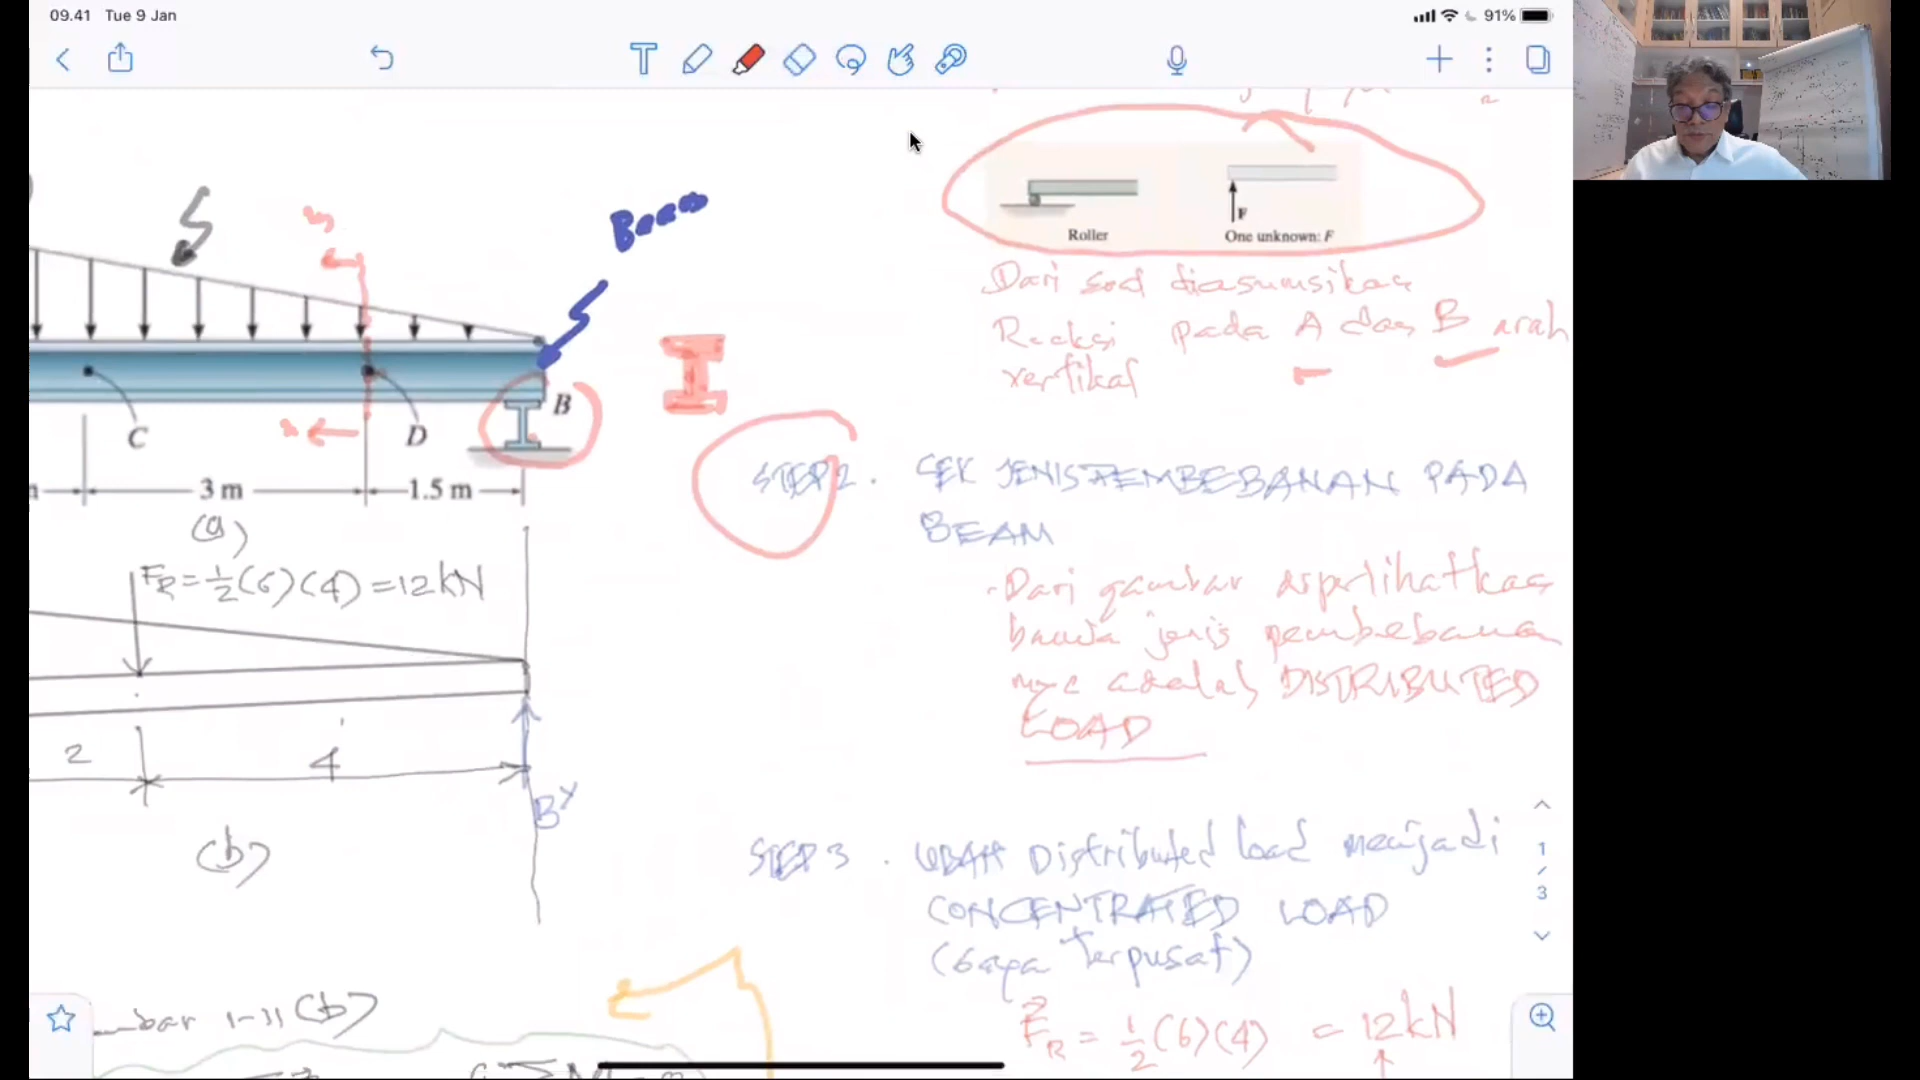 09.41 Tue 9 Jan
91%
Roller
F
One unknown: F
Beam
Dari soal diasumsikan
Reaksi pada A dan B arah
vertikal
B
C
D
3 m
1.5 m
(a)
STEP 2. CEK JENIS PEMBEBANAN PADA
BEAM
FR = 1/2 (6)(4) = 12 kN
Dari gambar
jenis pembebanan
nya adalah DISTRIBUTED
LOAD
2
4
By
(b)
STEP 3. UBAH Distributed load menjadi
CONCENTRATED LOAD
(Gaya Terpusat)
1
/
3
FR = 1/2 (6)(4) = 12 kN
mbar 1-11(b)